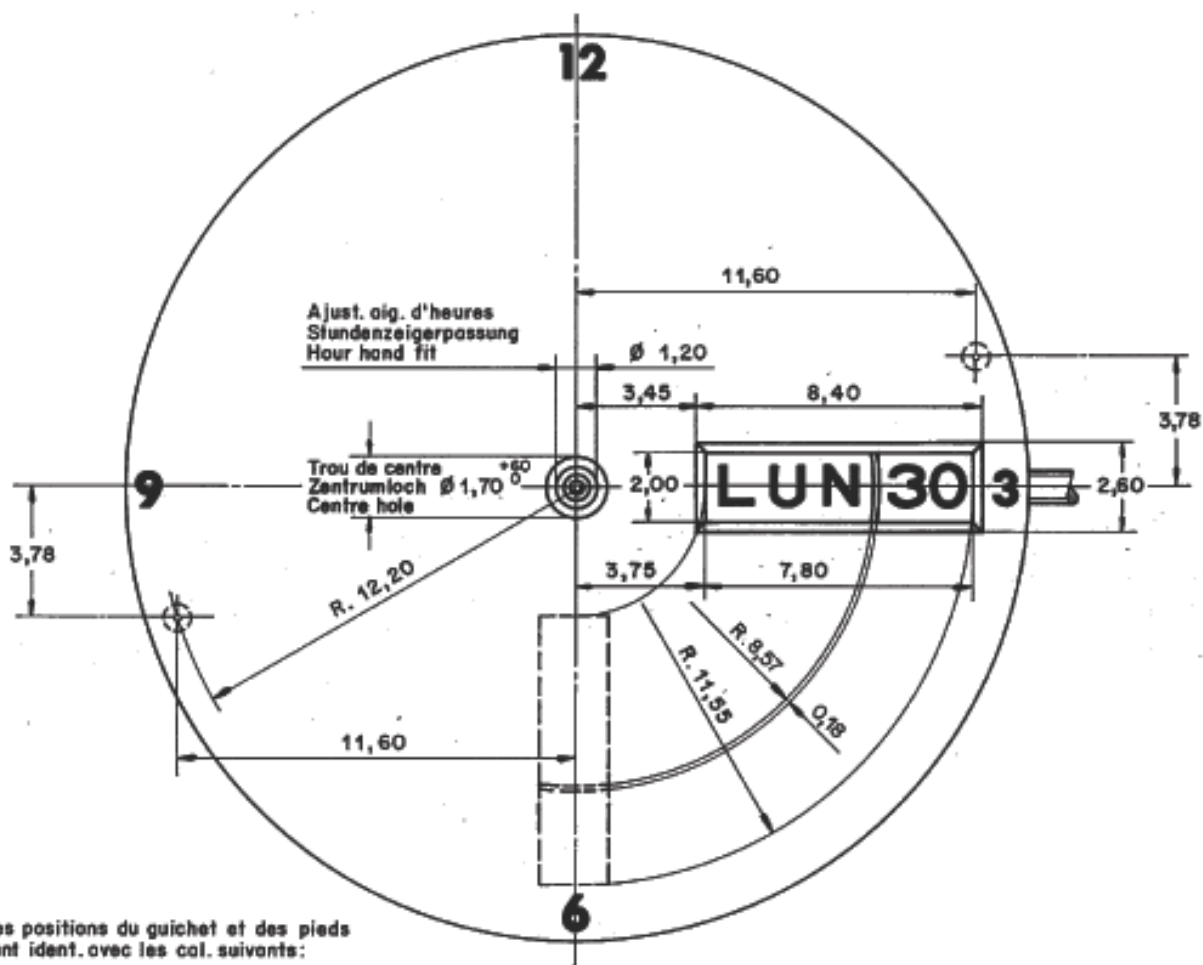 12
11,60
Ajust. aig. d'heures
Stundenzeigerpassung
Hour hand fit
Ø 1,20
3,45
8,40
3,78
9
Trou de centre
Zentrumloch Ø 1,70 +60 0
Centre hole
2,00
LUN 30
3
2,60
3,78
3,75
7,80
R. 12,20
R. 8,57
R. 11,55
0,18
11,60
6
es positions du guichet et des pieds
nt ident. avec les cal. suivants: